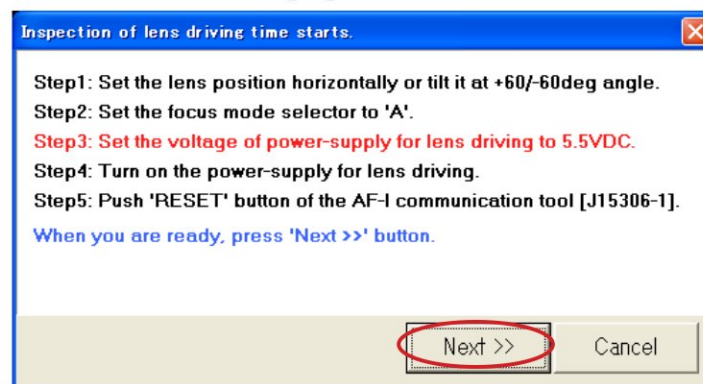 Inspection of lens driving time starts.
Step1: Set the lens position horizontally or tilt it at +60/-60deg angle.
Step2: Set the focus mode selector to 'A'.
Step3: Set the voltage of power-supply for lens driving to 5.5VDC.
Step4: Turn on the power-supply for lens driving.
Step5: Push 'RESET' button of the AF-I communication tool [J15306-1].
When you are ready, press 'Next >>' button.
Next >>
Cancel